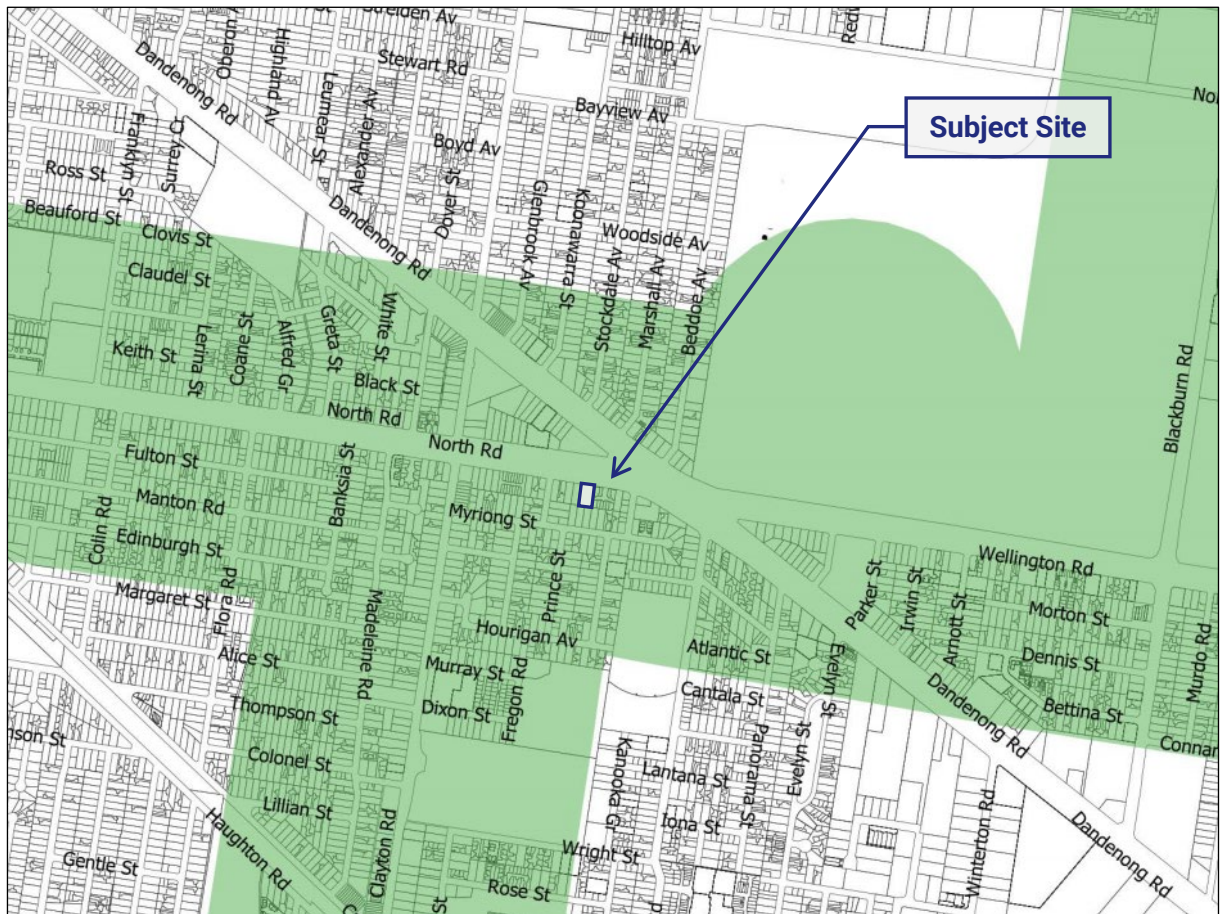 Oberon
Highland Av
Stewart Rd
Hilltop Av
Dandenong Rd
Leumear St
Alexander Av
Bayview Av
Subject Site
Franklyn St
Surrey Ct
Boyd Av
Ross St
Dover St
Glenbrook Av
Koonawarra St
Beauford St
Clovis St
Dandenong Rd
Woodside Av
Claudel St
Stockdale Av
Marshall Av
Beddoe Av
White St
Greta St
Alfred Gr
Coane St
Lerina St
Keith St
Black St
Blackburn Rd
North Rd
North Rd
Fulton St
Banksia St
Manton Rd
Myriong St
Colin Rd
Edinburgh St
Wellington Rd
Margaret St
Flora Rd
Madeleine Rd
Prince St
Parker St
Irwin St
Arnott St
Morton St
Murdo Rd
Hourigan Av
Alice St
Murray St
Fregon Rd
Atlantic St
Evelyn St
Dennis St
Thompson St
Dixon St
Cantala St
Dandenong Rd
Bettina St
Colonel St
Kanooka Gr
Panorama St
Evelyn St
Lantana St
Lillian St
Iona St
Haughton Rd
Clayton Rd
Winterton Rd
Dandenong Rd
Gentle St
Wright St
Rose St
St